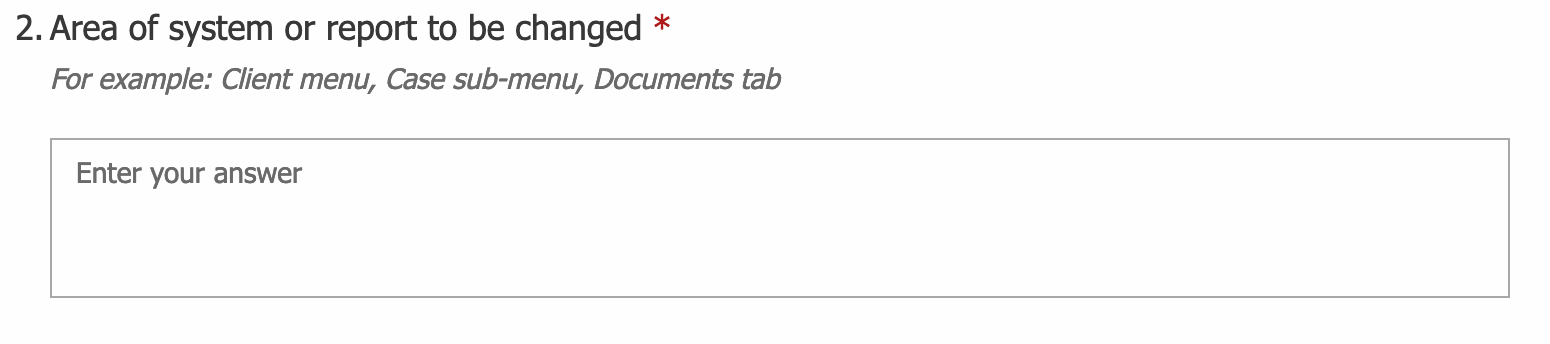 2. Area of system or report to be changed *
For example: Client menu, Case sub-menu, Documents tab
Enter your answer